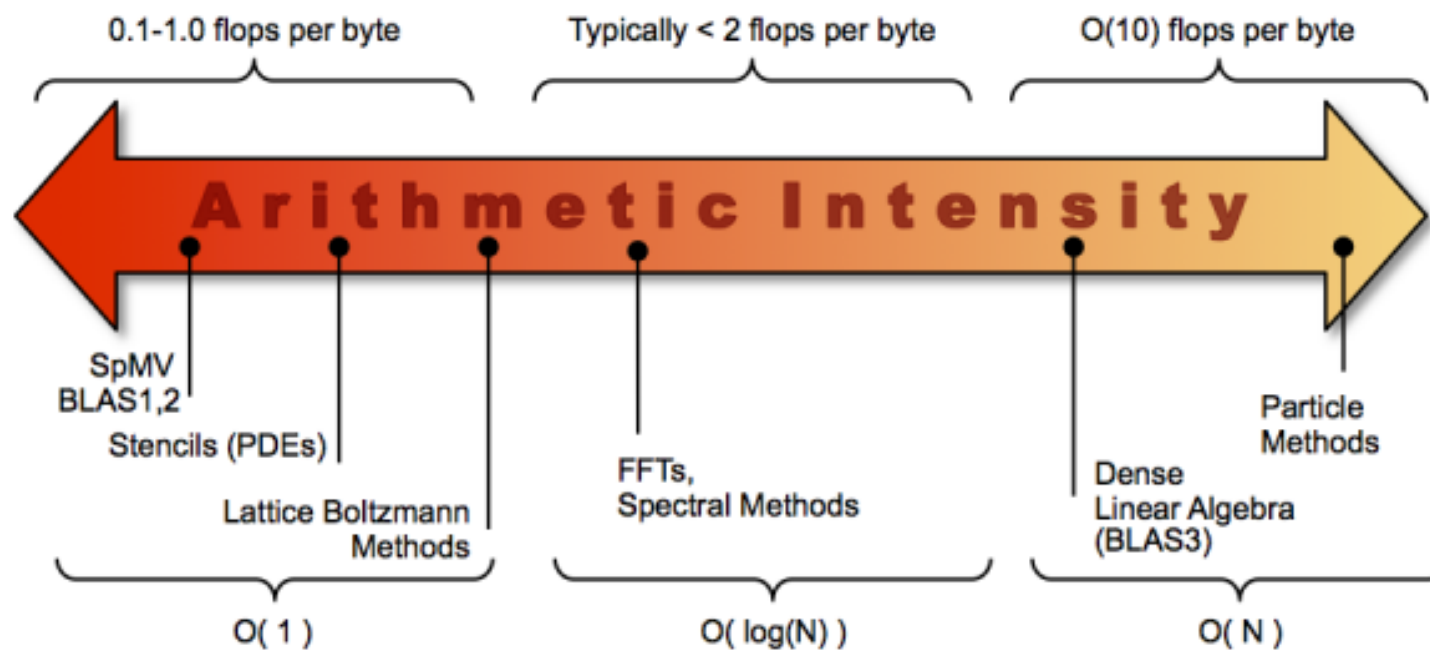 0.1-1.0 flops per byte
Typically < 2 flops per byte
O(10) flops per byte
Arithmetic Intensity
SpMV
BLAS1,2
Stencils (PDEs)
Lattice Boltzmann
Methods
FFTs,
Spectral Methods
Dense
Linear Algebra
(BLAS3)
Particle
Methods
O( 1 )
O( log(N) )
O( N )